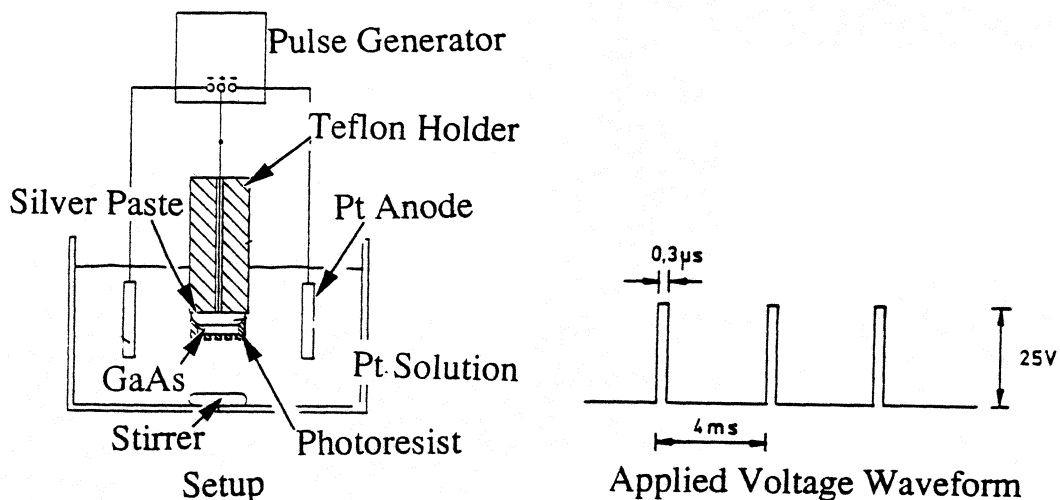 Pulse Generator
Teflon Holder
Silver Paste
Pt Anode
0,3µs
Pt Solution
25V
GaAs
4ms
Stirrer
Photoresist
Setup
Applied Voltage Waveform